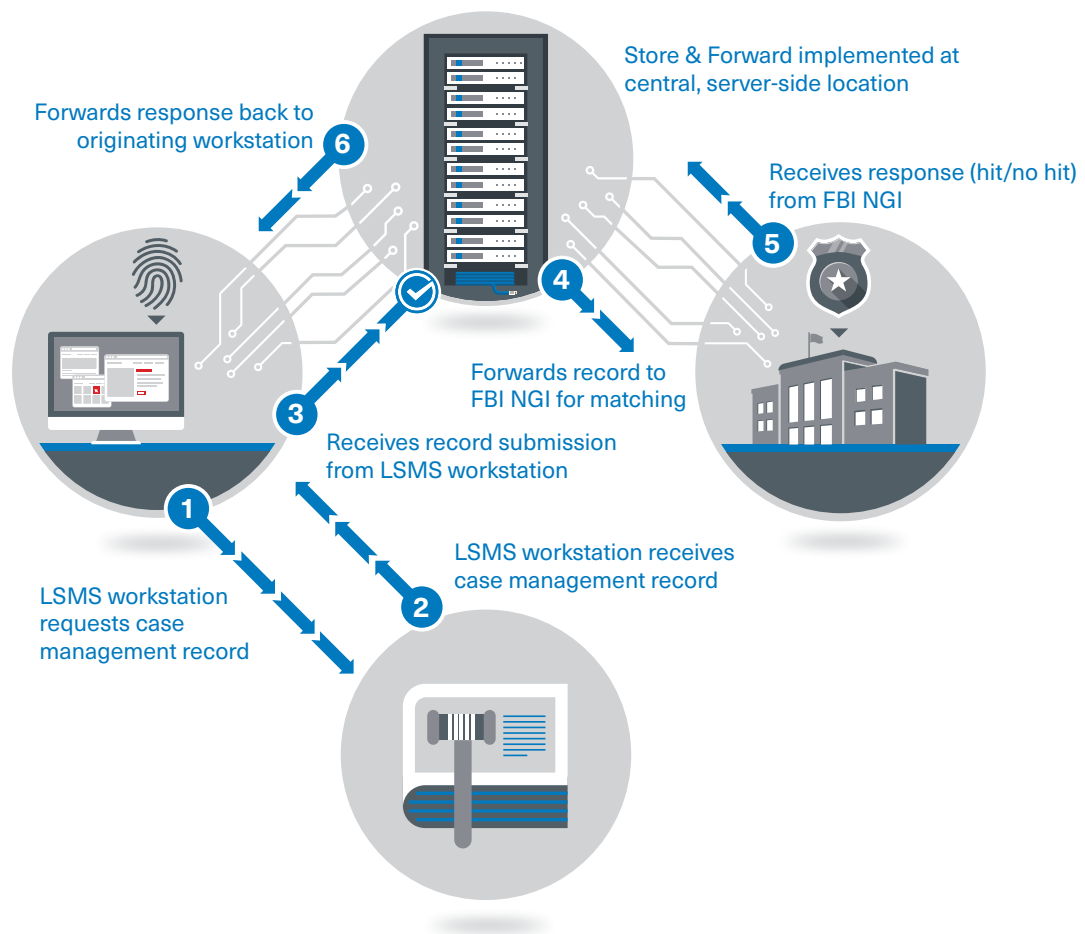 Store & Forward implemented at
central, server-side location
Forwards response back to
originating workstation
6
Receives response (hit/no hit)
from FBI NGI
5
4
Forwards record to
FBI NGI for matching
3
Receives record submission
from LSMS workstation
1
LSMS workstation
requests case
management record
LSMS workstation receives
case management record
2